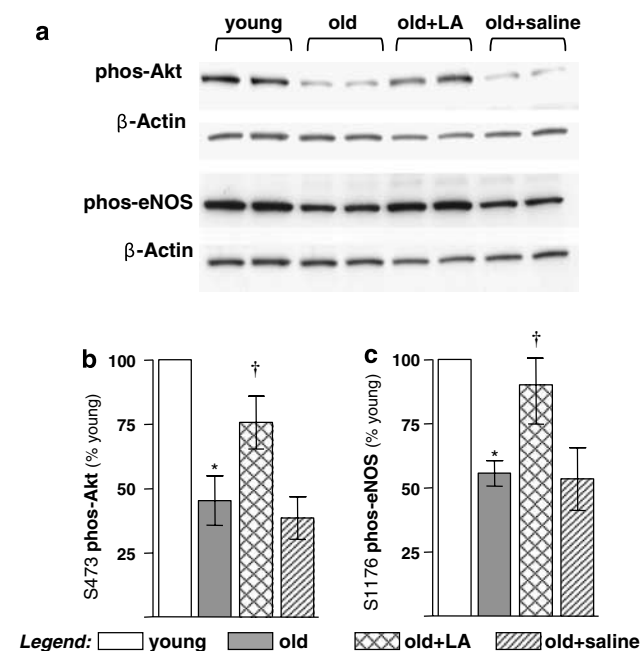 a
young old old+LA old+saline
phos-Akt
β-Actin
phos-eNOS
β-Actin
b
100
75
50
25
S473 phos-Akt (% young)
*
†
c
100
75
50
25
S1176 phos-eNOS (% young)
*
†
Legend: young old old+LA old+saline